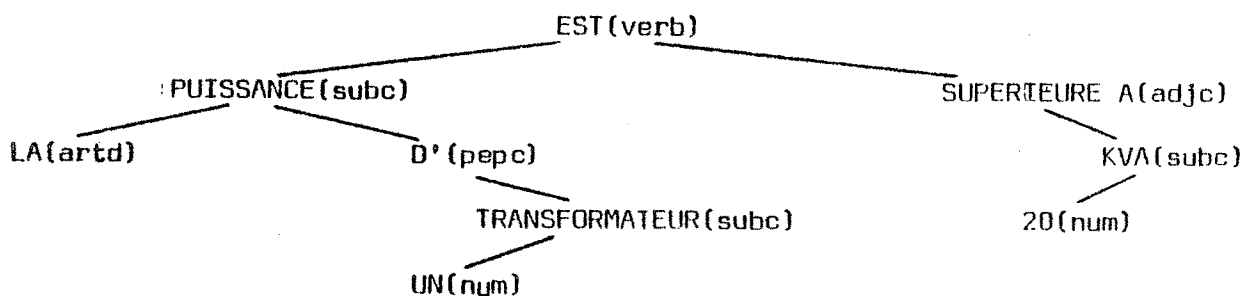 EST(verb)
PUISSANCE(subc) SUPERIEURE A(adjc)
LA(artd) D'(pepc) KVA(subc)
TRANSFORMATEUR(subc) 20(num)
UN(num)